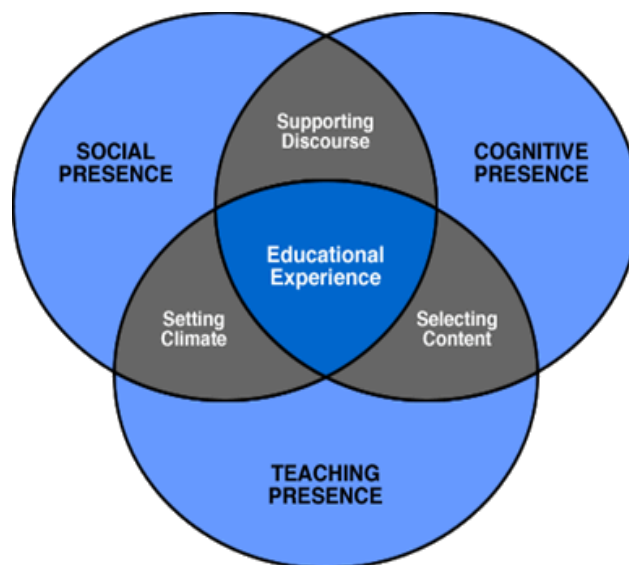 Supporting
Discourse
SOCIAL
PRESENCE
COGNITIVE
PRESENCE
Educational
Experience
Setting
Climate
Selecting
Content
TEACHING
PRESENCE